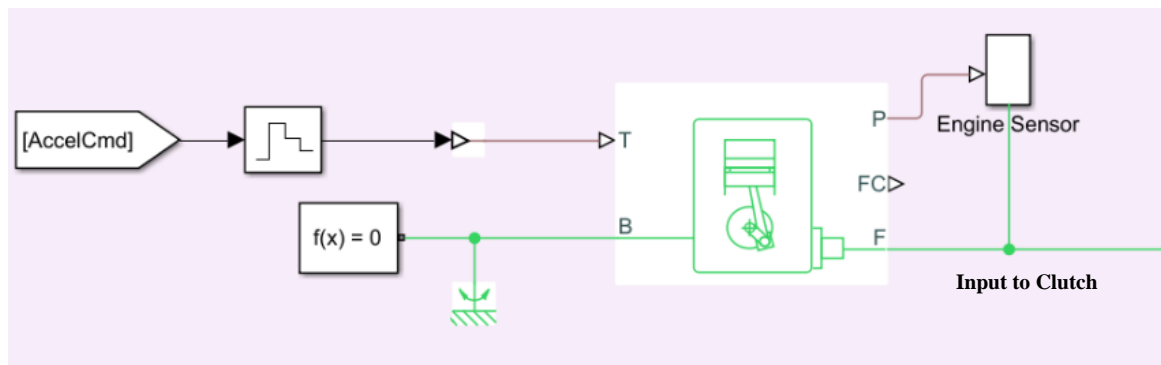 [AccelCmd]
T
P
Engine Sensor
FC
f(x) = 0
B
F
Input to Clutch